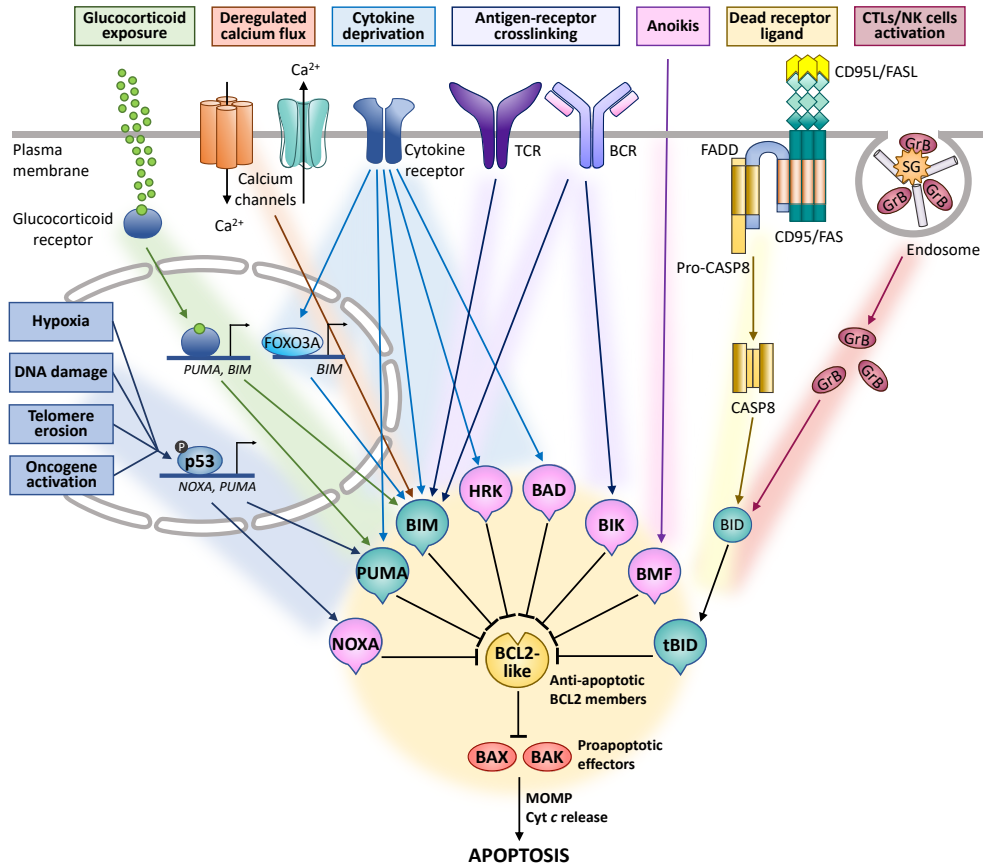 Glucocorticoid
exposure
Deregulated
calcium flux
Cytokine
deprivation
Antigen-receptor
crosslinking
Anoikis
Dead receptor
ligand
CTLs/NK cells
activation
Ca²⁺
CD95L/FASL
Plasma
membrane
Calcium
channels
Ca²⁺
Cytokine
receptor
TCR
BCR
FADD
GrB
SG
GrB
GrB
Glucocorticoid
receptor
CD95/FAS
Endosome
Pro-CASP8
Hypoxia
DNA damage
Telomere
erosion
Oncogene
activation
PUMA, BIM
FOXO3A
BIM
P
p53
NOXA, PUMA
GrB
GrB
GrB
CASP8
HRK
BAD
BIM
BIK
BID
PUMA
BMF
NOXA
tBID
BCL2-
like
Anti-apoptotic
BCL2 members
BAX
BAK
Proapoptotic
effectors
MOMP
Cyt c release
APOPTOSIS